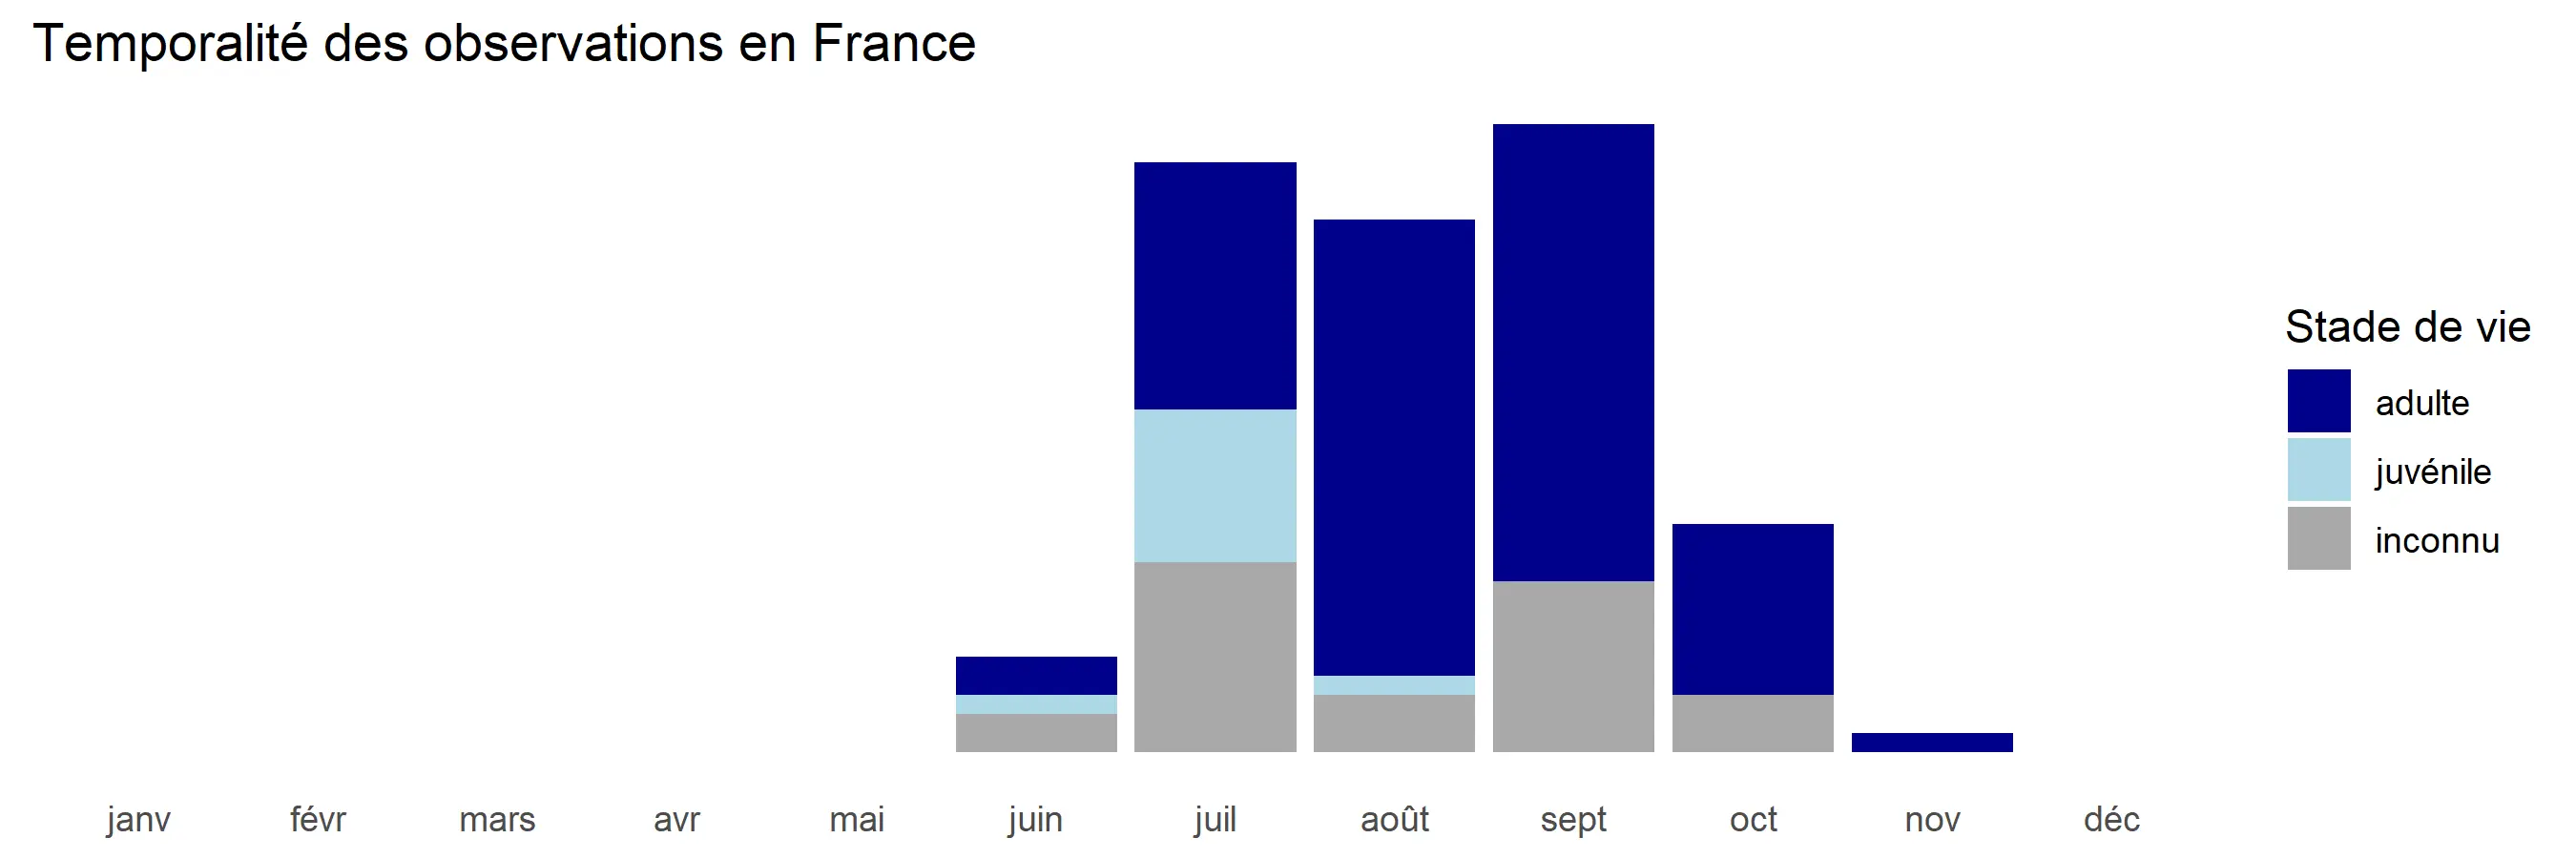 Temporalité des observations en France
Stade de vie
adulte
juvénile
inconnu
janv févr mars avr mai juin juil août sept oct nov déc